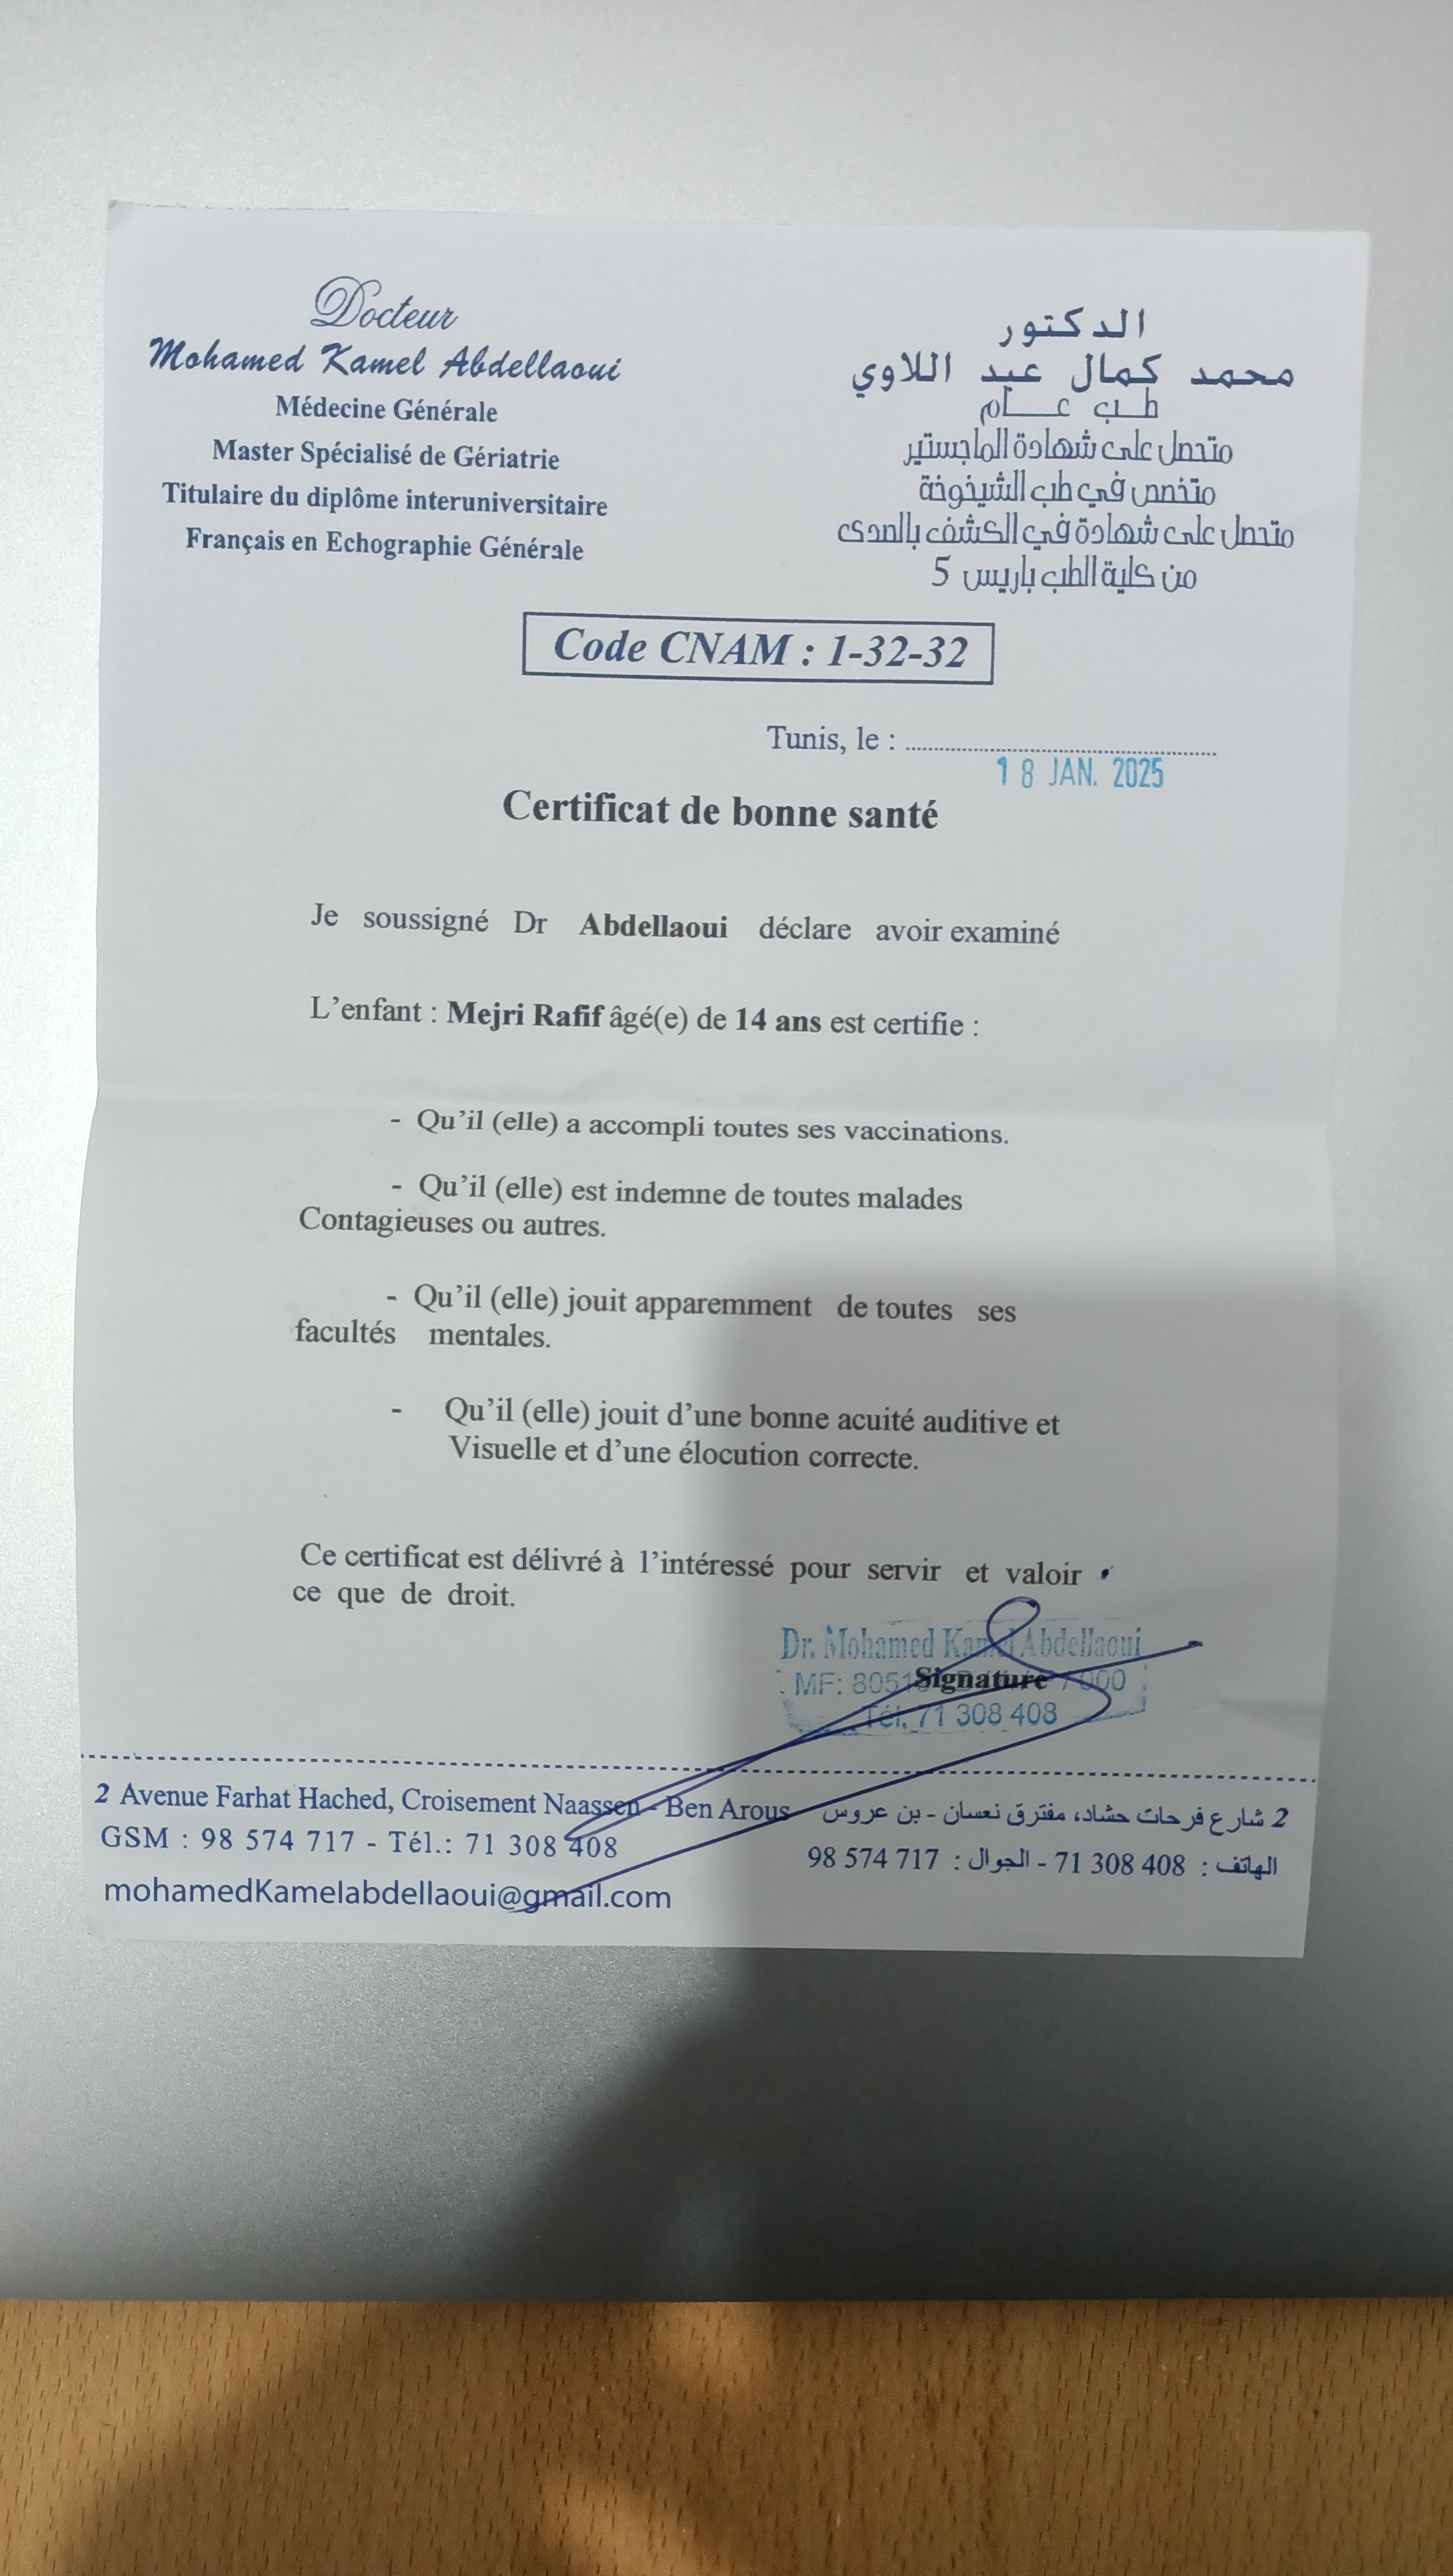 Docteur
Mohamed Kamel Abdellaoui
Médecine Générale
Master Spécialisé de Gériatrie
Titulaire du diplôme interuniversitaire
Français en Echographie Générale
الدكتور
محمد كمال عبد اللاوي
طب عام
متحصل على شهادة الماجستير
متخصص في طب الشيخوخة
متحصل على شهادة في الكشف بالصدى
من كلية الطب باريس 5
Code CNAM : 1-32-32
Tunis, le :
18 JAN. 2025
Certificat de bonne santé
Je soussigné Dr Abdellaoui déclare avoir examiné
L'enfant : Mejri Rafif âgé(e) de 14 ans est certifie :
- Qu'il (elle) a accompli toutes ses vaccinations.
- Qu'il (elle) est indemne de toutes malades
Contagieuses ou autres.
- Qu'il (elle) jouit apparemment de toutes ses
facultés mentales.
- Qu'il (elle) jouit d'une bonne acuité auditive et
Visuelle et d'une élocution correcte.
Ce certificat est délivré à l'intéressé pour servir et valoir
ce que de droit.
Dr. Mohamed Kamel Abdellaoui
Signature
MF:
Tél. 71 308 408
2 Avenue Farhat Hached, Croisement Naassen - Ben Arous
GSM : 98 574 717 - Tél.: 71 308 408
mohamedKamelabdellaoui@gmail.com
2 شارع فرحات حشاد، مفترق نعسان - بن عروس
الهاتف : 71 308 408 - الجوال : 98 574 717